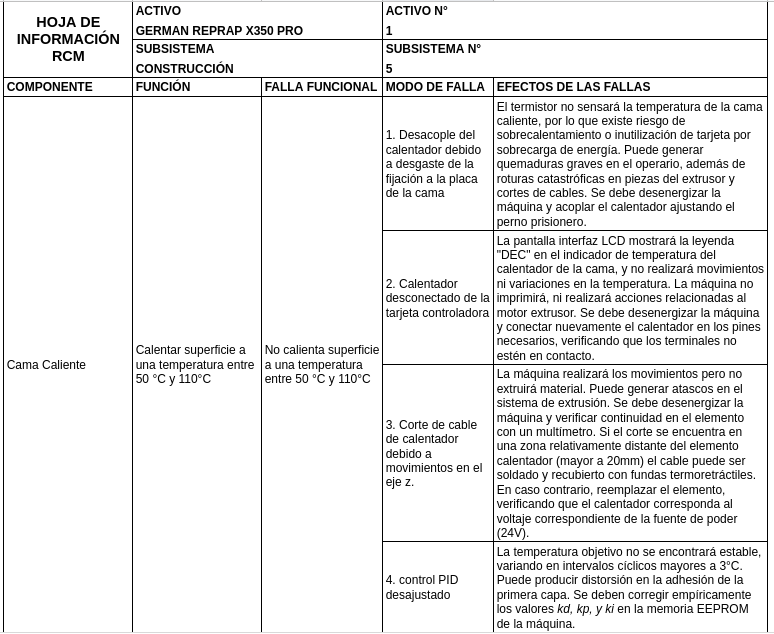 HOJA DE
INFORMACIÓN
RCM
ACTIVO
GERMAN REPRAP X350 PRO
ACTIVO N°
1
SUBSISTEMA
CONSTRUCCIÓN
SUBSISTEMA N°
5
COMPONENTE
FUNCIÓN
FALLA FUNCIONAL
MODO DE FALLA
EFECTOS DE LAS FALLAS
Cama Caliente
Calentar superficie a
una temperatura entre
50 °C y 110°C
No calienta superficie
a una temperatura
entre 50 °C y 110°C
1. Desacople del
calentador debido
a desgaste de la
fijación a la placa
de la cama
El termistor no sensará la temperatura de la cama
caliente, por lo que existe riesgo de
sobrecalentamiento o inutilización de tarjeta por
sobrecarga de energía. Puede generar
quemaduras graves en el operario, además de
roturas catastróficas en piezas del extrusor y
cortes de cables. Se debe desenergizar la
máquina y acoplar el calentador ajustando el
perno prisionero.
2. Calentador
desconectado de la
tarjeta controladora
La pantalla interfaz LCD mostrará la leyenda
"DEC" en el indicador de temperatura del
calentador de la cama, y no realizará movimientos
ni variaciones en la temperatura. La máquina no
imprimirá, ni realizará acciones relacionadas al
motor extrusor. Se debe desenergizar la máquina
y conectar nuevamente el calentador en los pines
necesarios, verificando que los terminales no
estén en contacto.
3. Corte de cable
de calentador
debido a
movimientos en el
eje z.
La máquina realizará los movimientos pero no
extruirá material. Puede generar atascos en el
sistema de extrusión. Se debe desenergizar la
máquina y verificar continuidad en el elemento
con un multímetro. Si el corte se encuentra en
una zona relativamente distante del elemento
calentador (mayor a 20mm) el cable puede ser
soldado y recubierto con fundas termoretráctiles.
En caso contrario, reemplazar el elemento,
verificando que el calentador corresponda al
voltaje correspondiente de la fuente de poder
(24V).
4. control PID
desajustado
La temperatura objetivo no se encontrará estable,
variando en intervalos cíclicos mayores a 3°C.
Puede producir distorsión en la adhesión de la
primera capa. Se deben corregir empíricamente
los valores kd, kp, y ki en la memoria EEPROM
de la máquina.